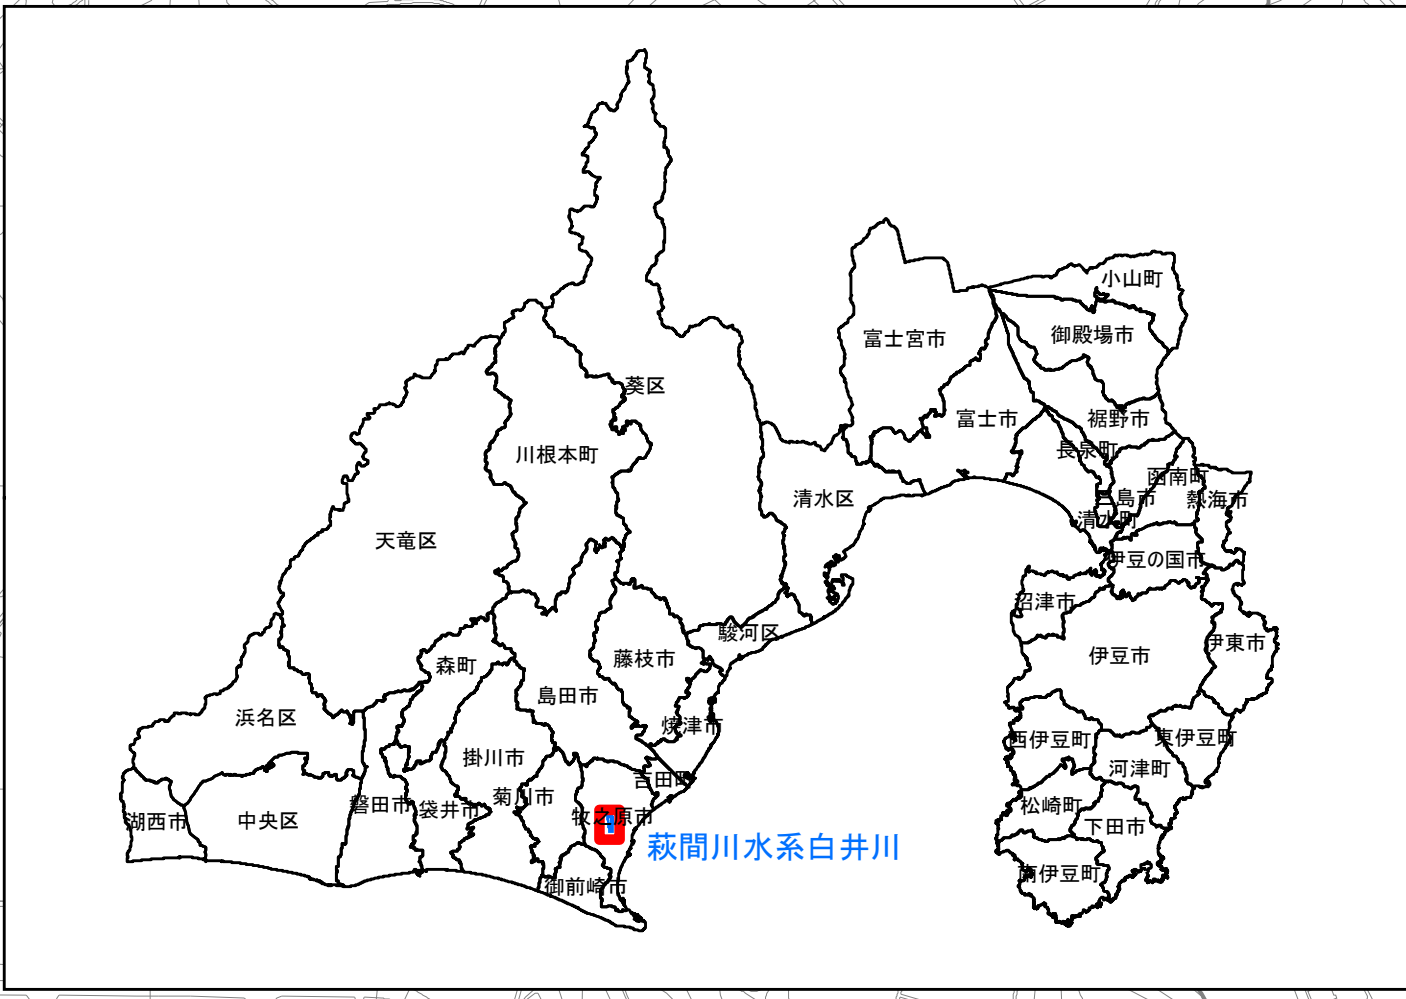 小山町
御殿場市
富士宮市
葵区
裾野市
富士市
長泉町
川根本町
函南町
三島市
熱海市
清水区
清水町
天竜区
伊豆の国市
沼津市
駿河区
伊東市
伊豆市
藤枝市
森町
島田市
浜名区
焼津市
西伊豆町
東伊豆町
掛川市
河津町
吉田町
菊川市
磐田市
松崎町
袋井市
牧之原市
湖西市
中央区
下田市
萩間川水系白井川
南伊豆町
御前崎市